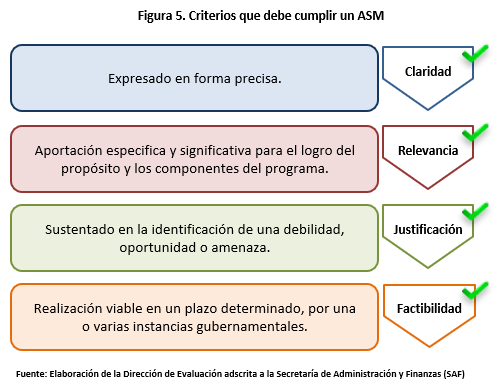 Figura 5. Criterios que debe cumplir un ASM
Expresado en forma precisa.
Claridad
Aportación especifica y significativa para el logro del
propósito y los componentes del programa.
Relevancia
Sustentado en la identificación de una debilidad,
oportunidad o amenaza.
Justificación
Realización viable en un plazo determinado, por una
o varias instancias gubernamentales.
Factibilidad
Fuente: Elaboración de la Dirección de Evaluación adscrita a la Secretaría de Administración y Finanzas (SAF)